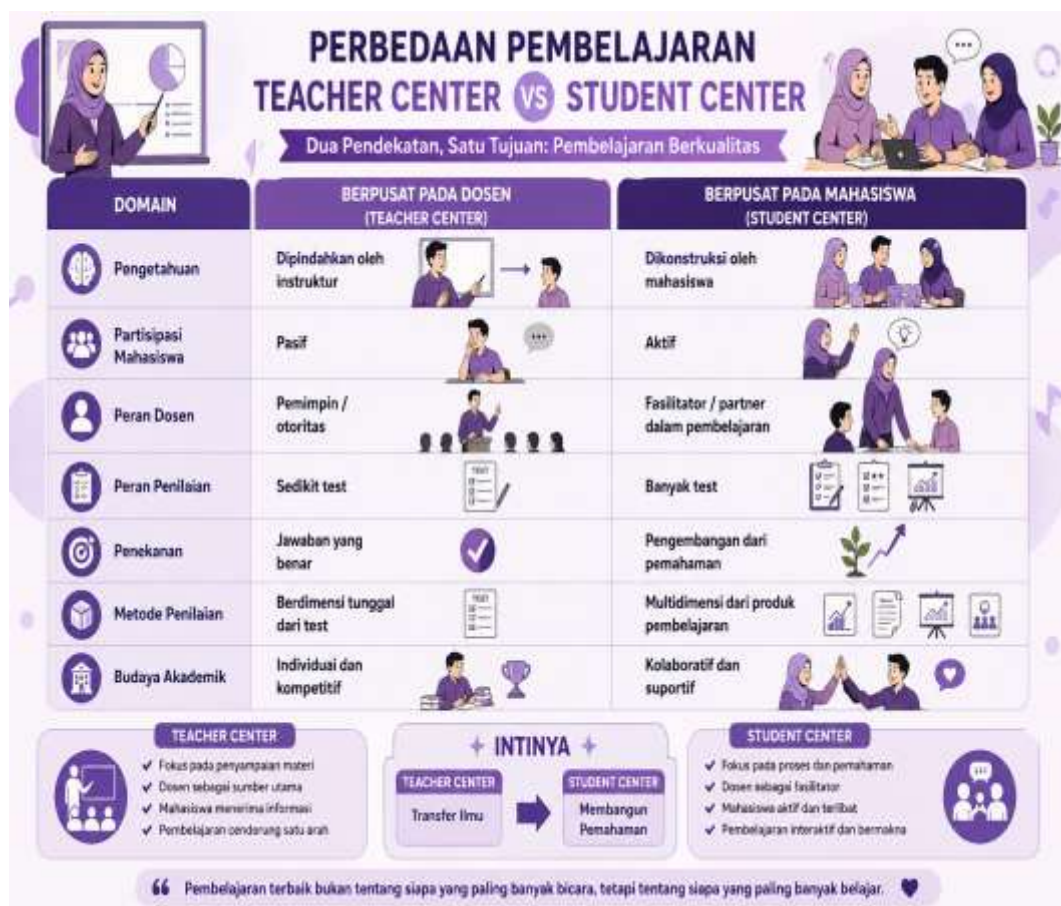 PERBEDAAN PEMBELAJARAN
TEACHER CENTER VS STUDENT CENTER
Dua Pendekatan, Satu Tujuan: Pembelajaran Berkualitas
DOMAIN
BERPUSAT PADA DOSEN
(TEACHER CENTER)
BERPUSAT PADA MAHASISWA
(STUDENT CENTER)
Pengetahuan
Dipindahkan oleh
instruktur
Dikonstruksi oleh
mahasiswa
Partisipasi
Mahasiswa
Pasif
Aktif
Peran Dosen
Pemimpin /
otoritas
Fasilitator / partner
dalam pembelajaran
Peran Penilaian
Sedikit test
TEST
Banyak test
Penekanan
Jawaban yang
benar
Pengembangan dari
pemahaman
Metode Penilaian
Berdimensi tunggal
dari test
TEST
Multidimensi dari produk
pembelajaran
Budaya Akademik
Individual dan
kompetitif
Kolaboratif dan
suportif
TEACHER CENTER
✓ Fokus pada penyampaian materi
✓ Dosen sebagai sumber utama
✓ Mahasiswa menerima informasi
✓ Pembelajaran cenderung satu arah
INTINYA
TEACHER CENTER
Transfer Ilmu
STUDENT CENTER
Membangun
Pemahaman
STUDENT CENTER
✓ Fokus pada proses dan pemahaman
✓ Dosen sebagai fasilitator
✓ Mahasiswa aktif dan terlibat
✓ Pembelajaran interaktif dan bermakna
“ Pembelajaran terbaik bukan tentang siapa yang paling banyak bicara, tetapi tentang siapa yang paling banyak belajar.